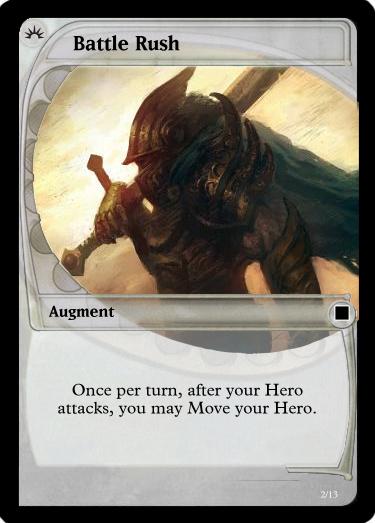 Battle Rush
Augment
Once per turn, after your Hero
attacks, you may Move your Hero.
2/13